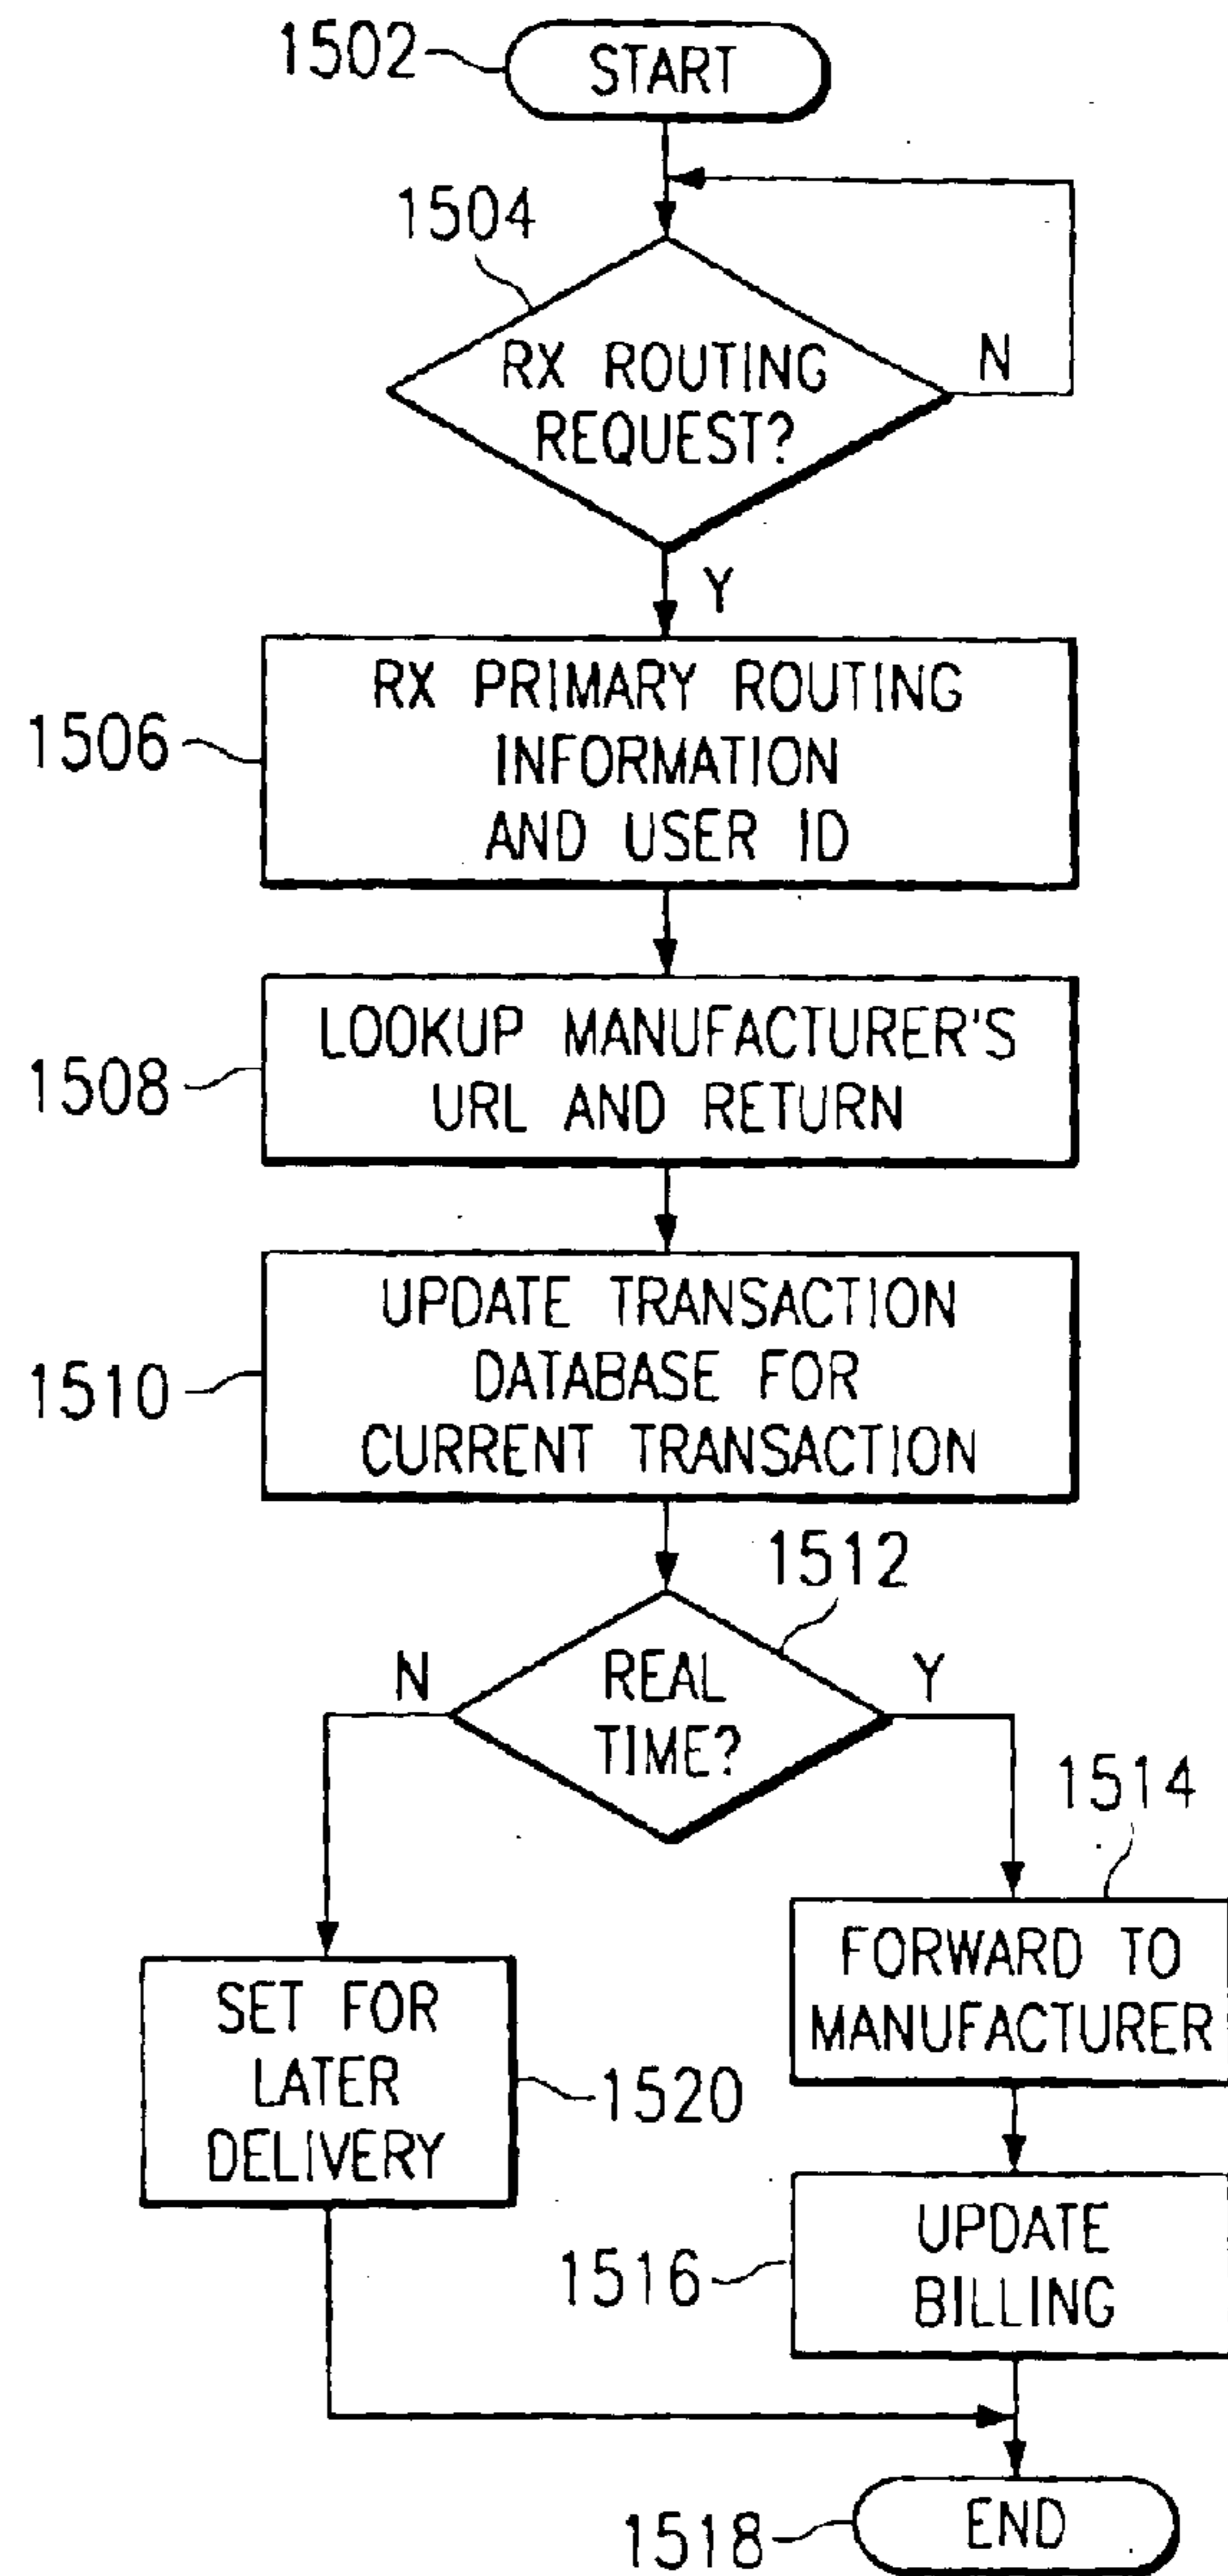 1502
START
1504
RX ROUTING
REQUEST?
N
Y
1506
RX PRIMARY ROUTING
INFORMATION
AND USER ID
1508
LOOKUP MANUFACTURER'S
URL AND RETURN
1510
UPDATE TRANSACTION
DATABASE FOR
CURRENT TRANSACTION
1512
N
REAL
TIME?
Y
1514
FORWARD TO
MANUFACTURER
SET FOR
LATER
DELIVERY
1520
1516
UPDATE
BILLING
1518
END